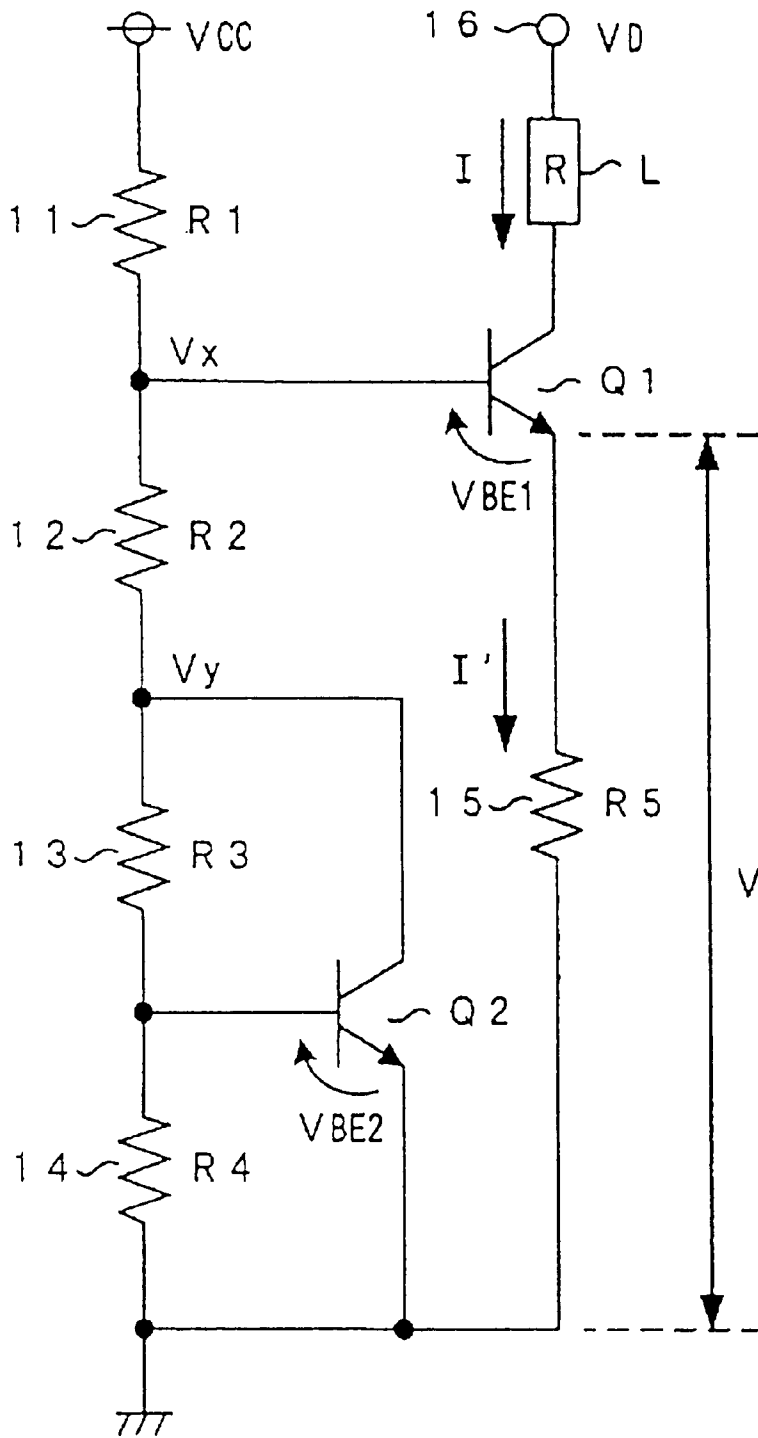 VCC
16 VD
I R L
11 R1
Vx
Q1
VBE1
12 R2
I'
Vy
15 R5
13 R3
V
Q2
VBE2
14 R4